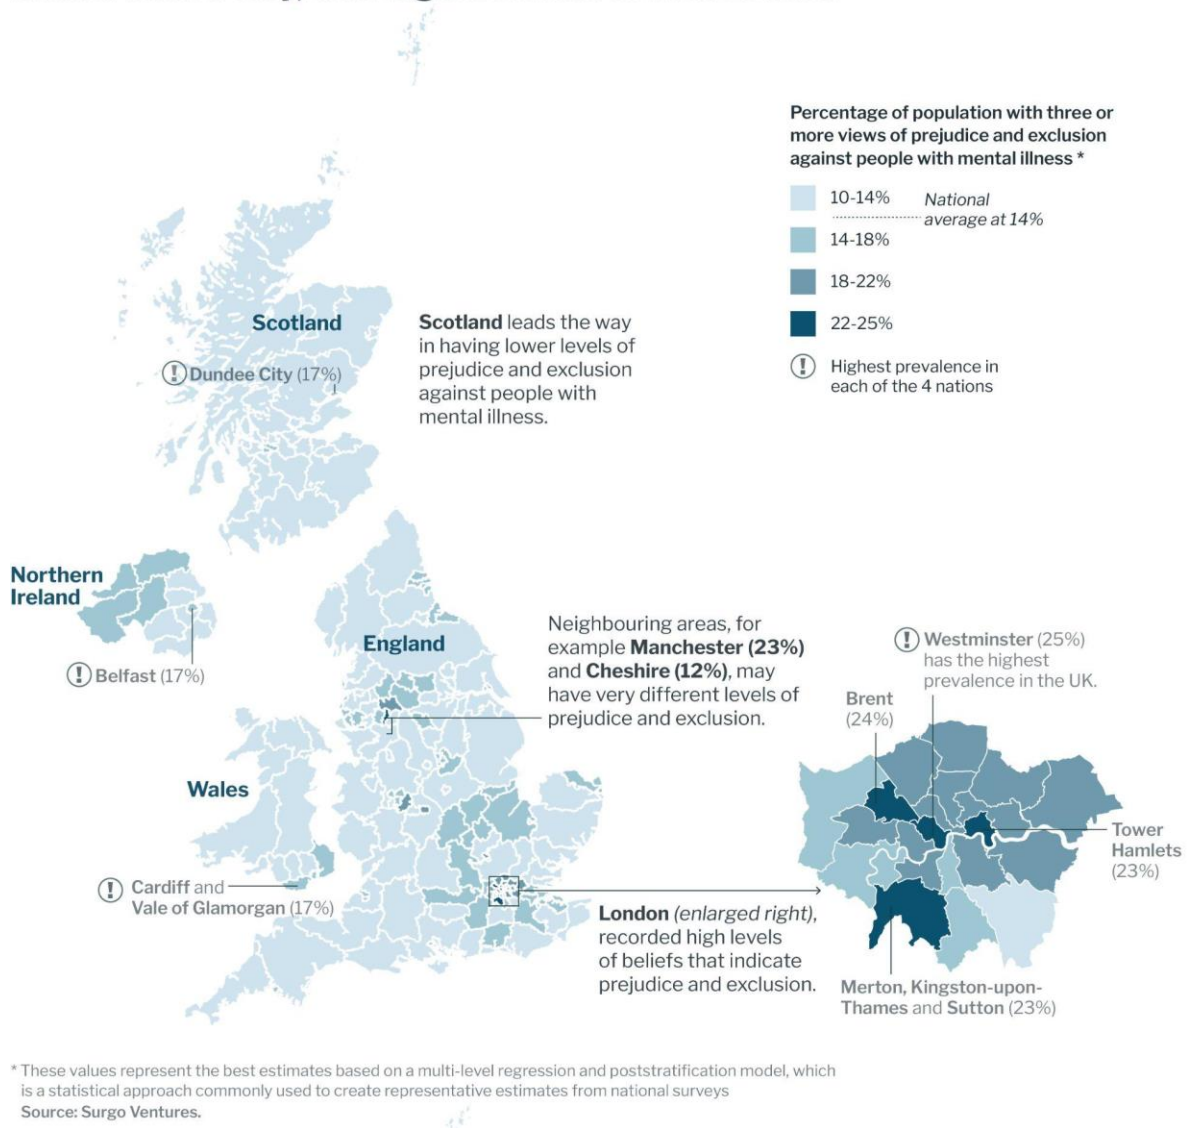 Percentage of population with three or
more views of prejudice and exclusion
against people with mental illness *
10-14%
National
average at 14%
14-18%
18-22%
22-25%
Highest prevalence in
each of the 4 nations
Scotland
Dundee City (17%)
Scotland leads the way
in having lower levels of
prejudice and exclusion
against people with
mental illness.
Northern
Ireland
Belfast (17%)
England
Neighbouring areas, for
example Manchester (23%)
and Cheshire (12%), may
have very different levels of
prejudice and exclusion.
Westminster (25%)
has the highest
prevalence in the UK.
Brent
(24%)
Wales
Cardiff and
Vale of Glamorgan (17%)
Tower
Hamlets
(23%)
London (enlarged right),
recorded high levels
of beliefs that indicate
prejudice and exclusion.
Merton, Kingston-upon-
Thames and Sutton (23%)
* These values represent the best estimates based on a multi-level regression and poststratification model, which
is a statistical approach commonly used to create representative estimates from national surveys
Source: Surgo Ventures.